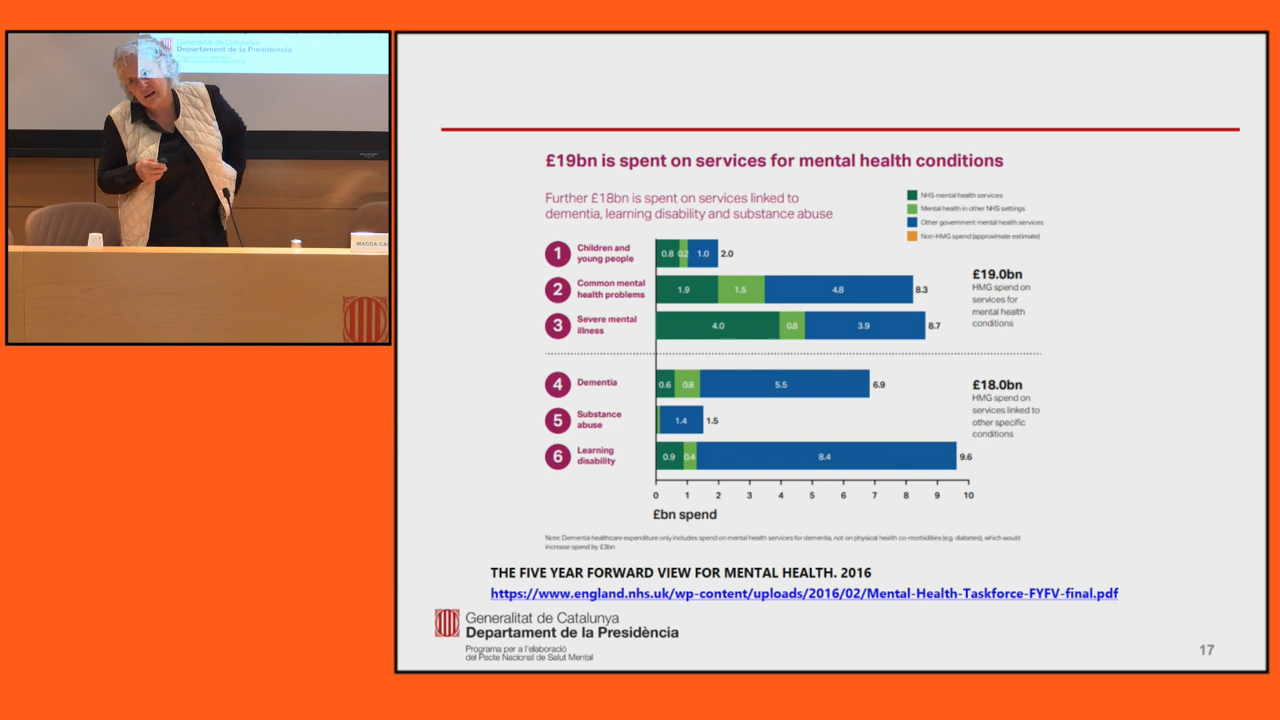 Generalitat de Catalunya
Departament de la Presidència
MAGDA CA
£19bn is spent on services for mental health conditions
Further £18bn is spent on services linked to
dementia, learning disability and substance abuse
NHS mental health services
Mental health in other NHS settings
Other government mental health services
Non-HMG spend (approximate estimate)
1 Children and
young people
0.8 0.2 1.0 2.0
2 Common mental
health problems
1.9 1.5 4.8 8.3
3 Severe mental
illness
4.0 0.8 3.9 8.7
£19.0bn
HMG spend on
services for
mental health
conditions
4 Dementia
0.6 0.8 5.5 6.9
5 Substance
abuse
1.4 1.5
6 Learning
disability
0.9 0.4 8.4 9.6
£18.0bn
HMG spend on
services linked to
other specific
conditions
0 1 2 3 4 5 6 7 8 9 10
£bn spend
Note: Dementia healthcare expenditure only includes spend on mental health services for dementia, not on physical health co-morbidities (e.g. diabetes), which would
increase spend by £3bn
THE FIVE YEAR FORWARD VIEW FOR MENTAL HEALTH. 2016
https://www.england.nhs.uk/wp-content/uploads/2016/02/Mental-Health-Taskforce-FYFV-final.pdf
Generalitat de Catalunya
Departament de la Presidència
Programa per a l'elaboració
del Pacte Nacional de Salut Mental
17